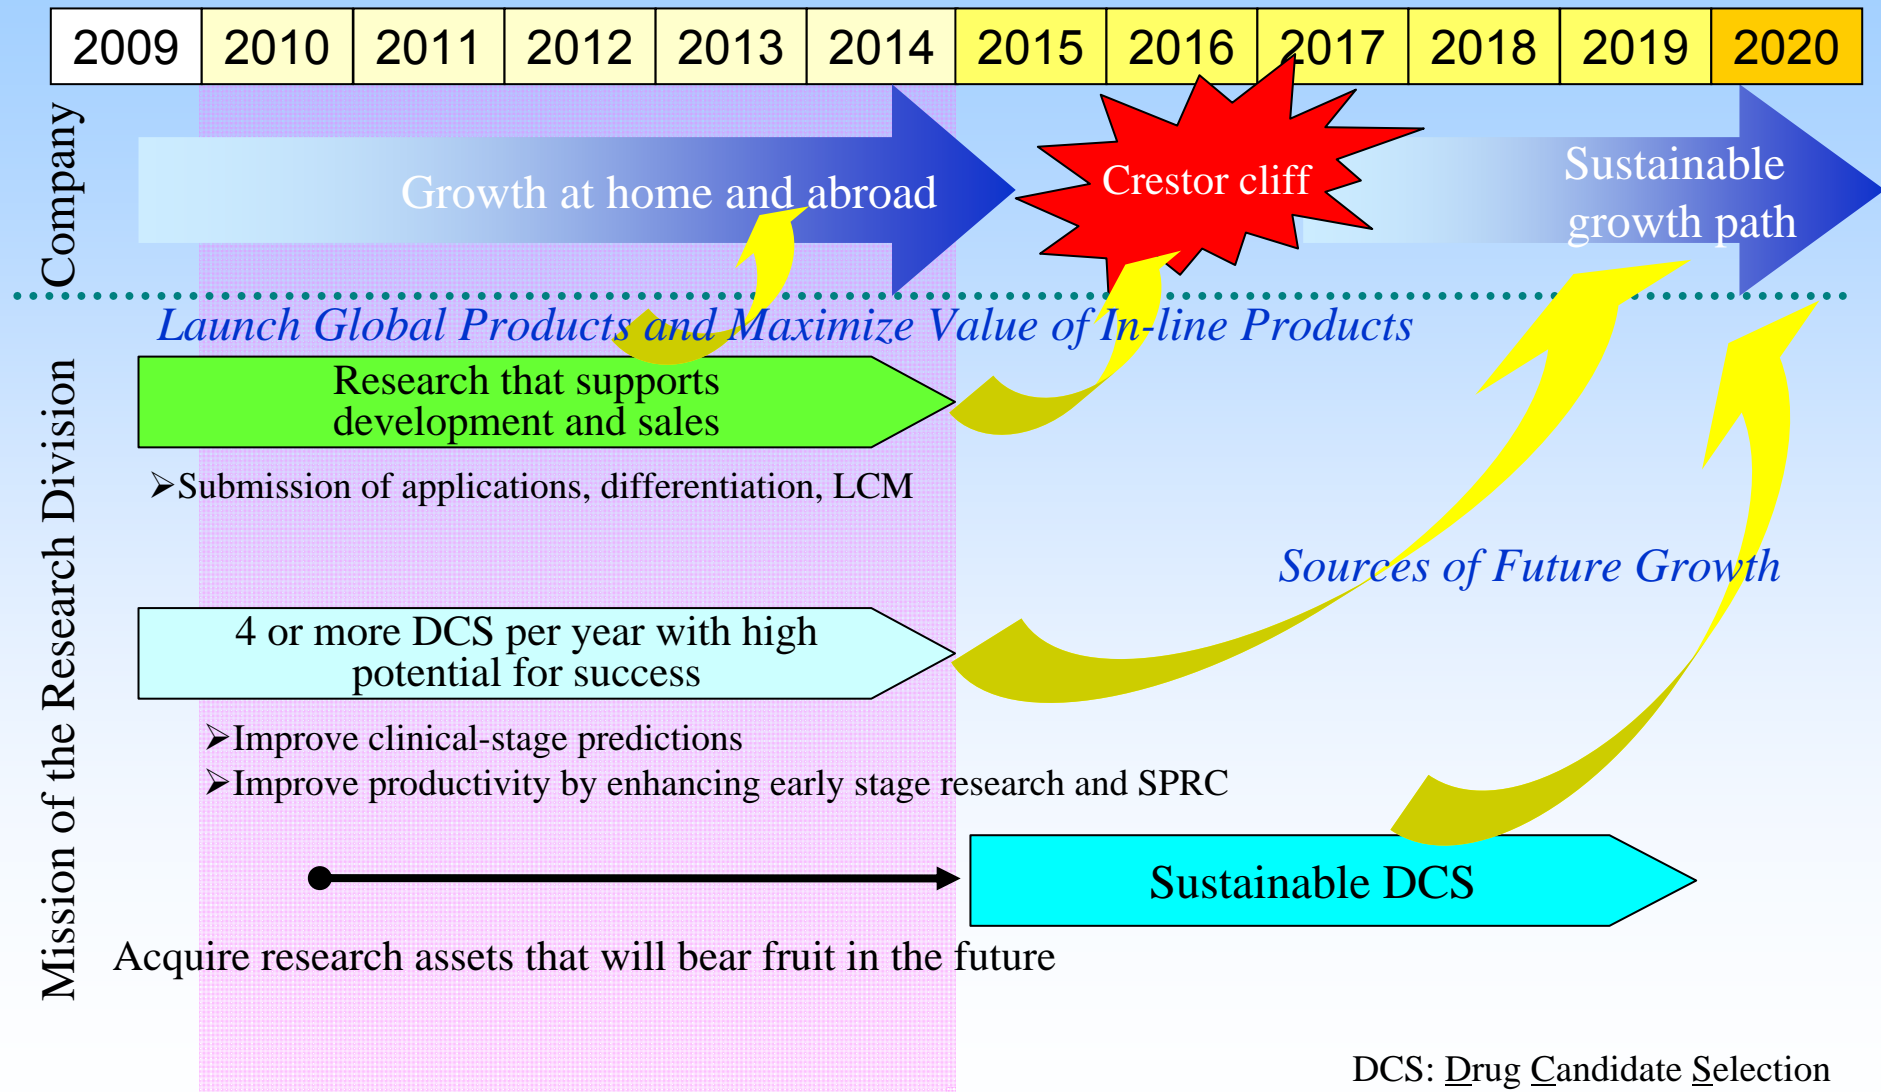 2009 2010 2011 2012 2013 2014 2015 2016 2017 2018 2019 2020
Company
Growth at home and abroad
Crestor cliff
Sustainable
growth path
Launch Global Products and Maximize Value of In-line Products
Mission of the Research Division
Research that supports
development and sales
➢Submission of applications, differentiation, LCM
Sources of Future Growth
4 or more DCS per year with high
potential for success
➢Improve clinical-stage predictions
➢Improve productivity by enhancing early stage research and SPRC
Sustainable DCS
Acquire research assets that will bear fruit in the future
DCS: Drug Candidate Selection